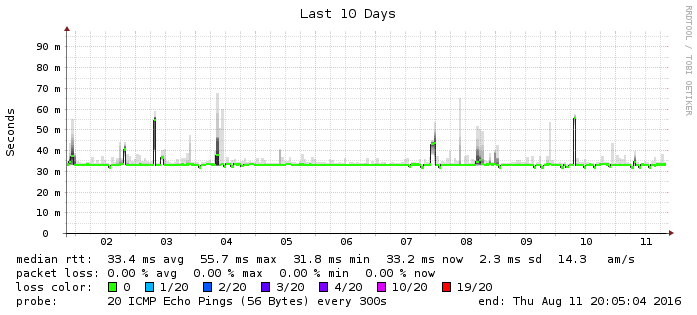 Last 10 Days
RRDTOOL / TOBI OETIKER
Seconds
90 m
80 m
70 m
60 m
50 m
40 m
30 m
20 m
10 m
0
02 03 04 05 06 07 08 09 10 11
median rtt: 33.4 ms avg 55.7 ms max 31.8 ms min 33.2 ms now 2.3 ms sd 14.3 am/s
packet loss: 0.00 % avg 0.00 % max 0.00 % min 0.00 % now
loss color: 0 1/20 2/20 3/20 4/20 10/20 19/20
probe: 20 ICMP Echo Pings (56 Bytes) every 300s end: Thu Aug 11 20:05:04 2016